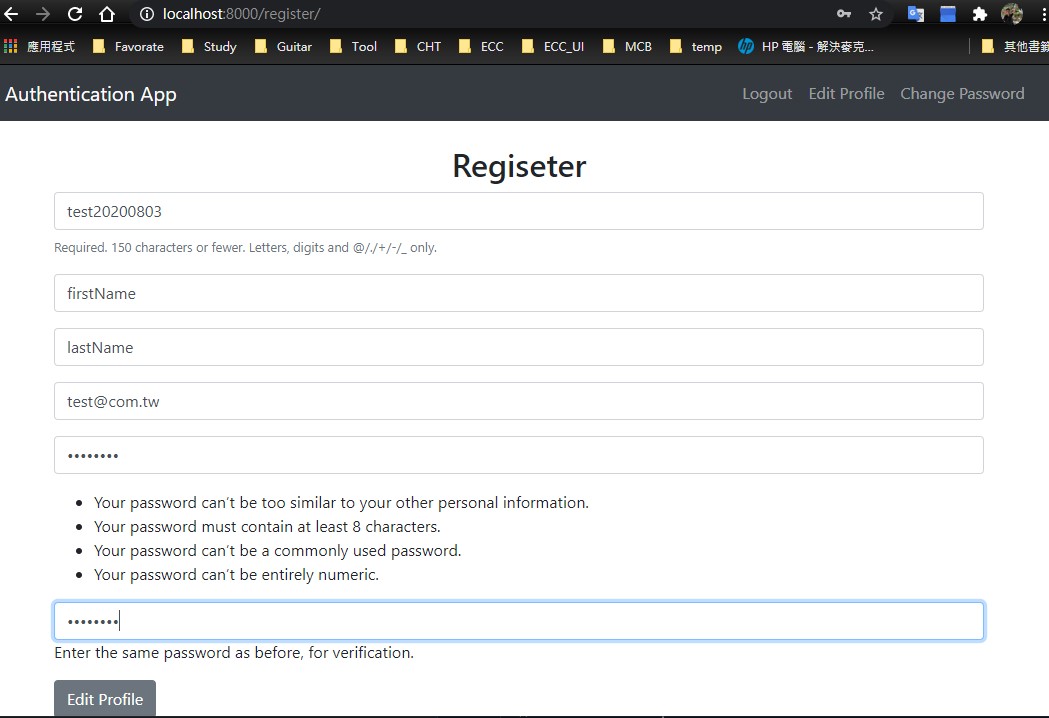 localhost:8000/register/
應用程式 Favorate Study Guitar Tool CHT ECC ECC_UI MCB temp HP 電腦 - 解決麥克... 其他書籤
Authentication App Logout Edit Profile Change Password
Regiseter
test20200803
Required. 150 characters or fewer. Letters, digits and @/./+/-/_ only.
firstName
lastName
test@com.tw
••••••••
• Your password can't be too similar to your other personal information.
• Your password must contain at least 8 characters.
• Your password can't be a commonly used password.
• Your password can't be entirely numeric.
••••••••
Enter the same password as before, for verification.
Edit Profile